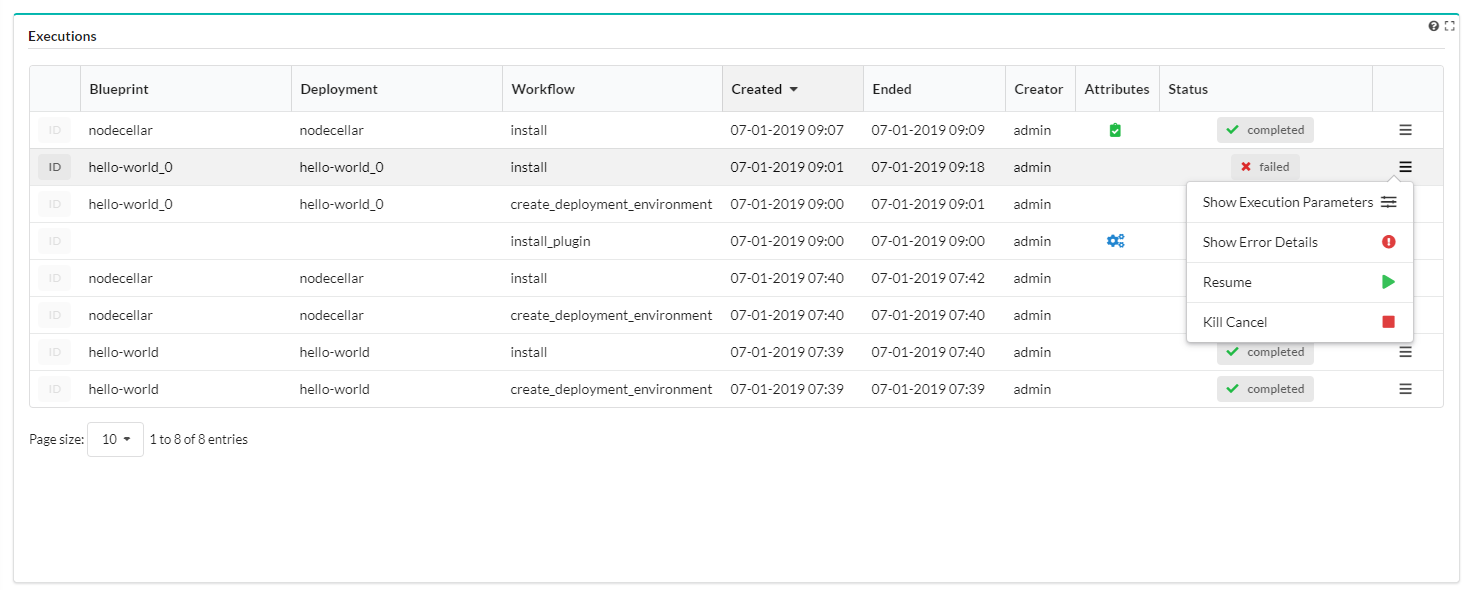 Executions
Blueprint Deployment Workflow Created Ended Creator Attributes Status
ID nodecellar nodecellar install 07-01-2019 09:07 07-01-2019 09:09 admin completed
ID hello-world_0 hello-world_0 install 07-01-2019 09:01 07-01-2019 09:18 admin failed
ID hello-world_0 hello-world_0 create_deployment_environment 07-01-2019 09:00 07-01-2019 09:01 admin
Show Execution Parameters
ID install_plugin 07-01-2019 09:00 07-01-2019 09:00 admin
Show Error Details
ID nodecellar nodecellar install 07-01-2019 07:40 07-01-2019 07:42 admin
Resume
ID nodecellar nodecellar create_deployment_environment 07-01-2019 07:40 07-01-2019 07:40 admin
Kill Cancel
ID hello-world hello-world install 07-01-2019 07:39 07-01-2019 07:40 admin completed
ID hello-world hello-world create_deployment_environment 07-01-2019 07:39 07-01-2019 07:39 admin completed
Page size: 10 1 to 8 of 8 entries